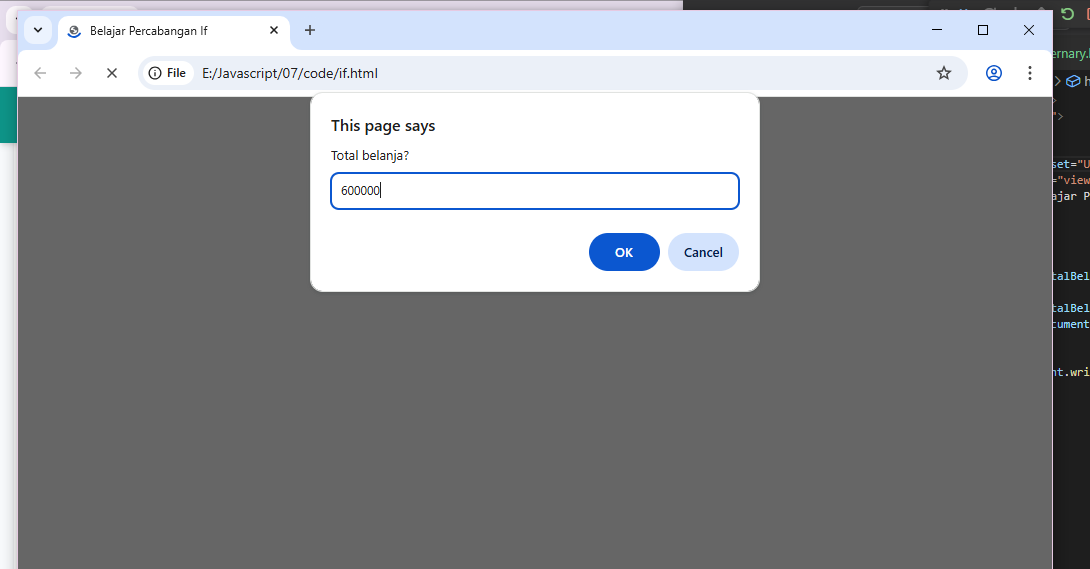 Belajar Percabangan If
File E:/Javascript/07/code/if.html
This page says
Total belanja?
600000
OK Cancel
ernary.
h
>
">
set="U
="view
ajar P
talBel
talBel
cument
nt.wri